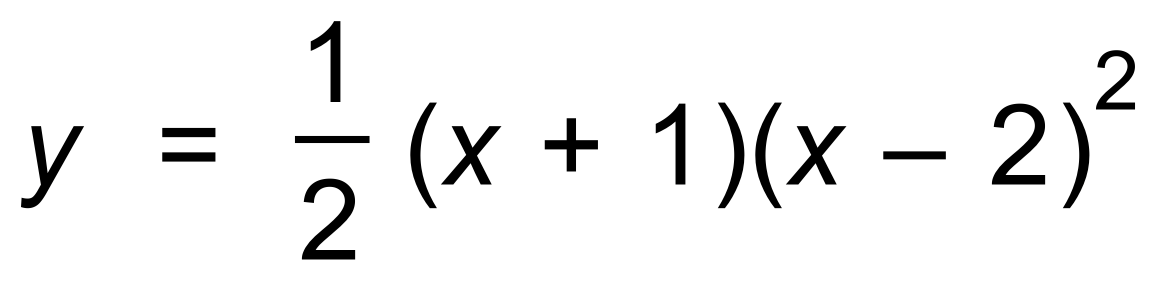 y = 1/2 (x + 1)(x – 2)²